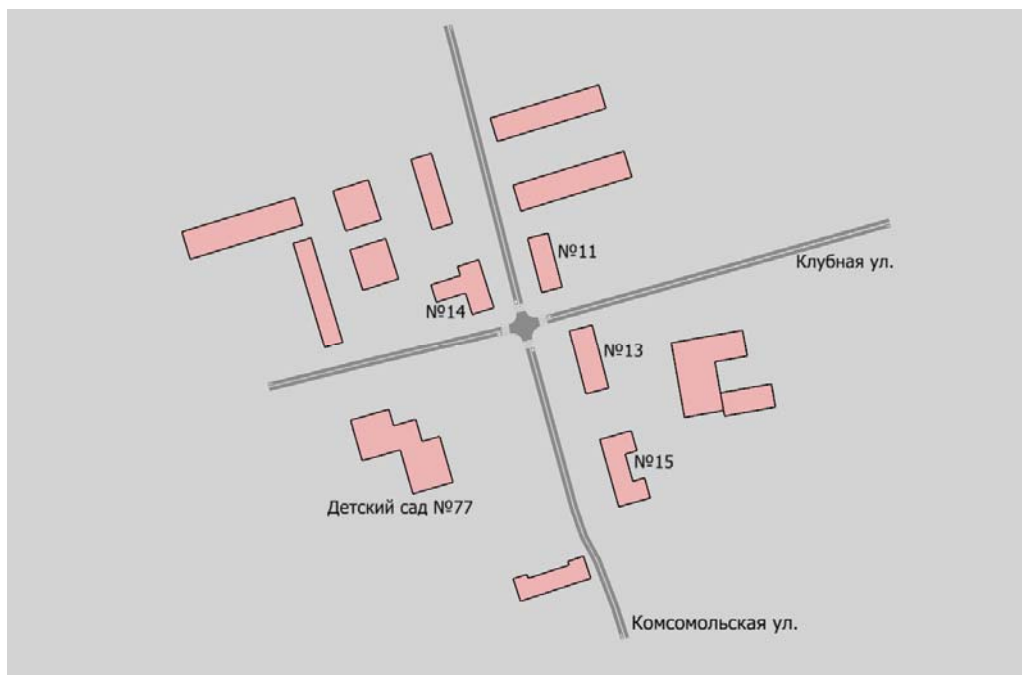 №11
Клубная ул.
№14
№13
№15
Детский сад №77
Комсомольская ул.